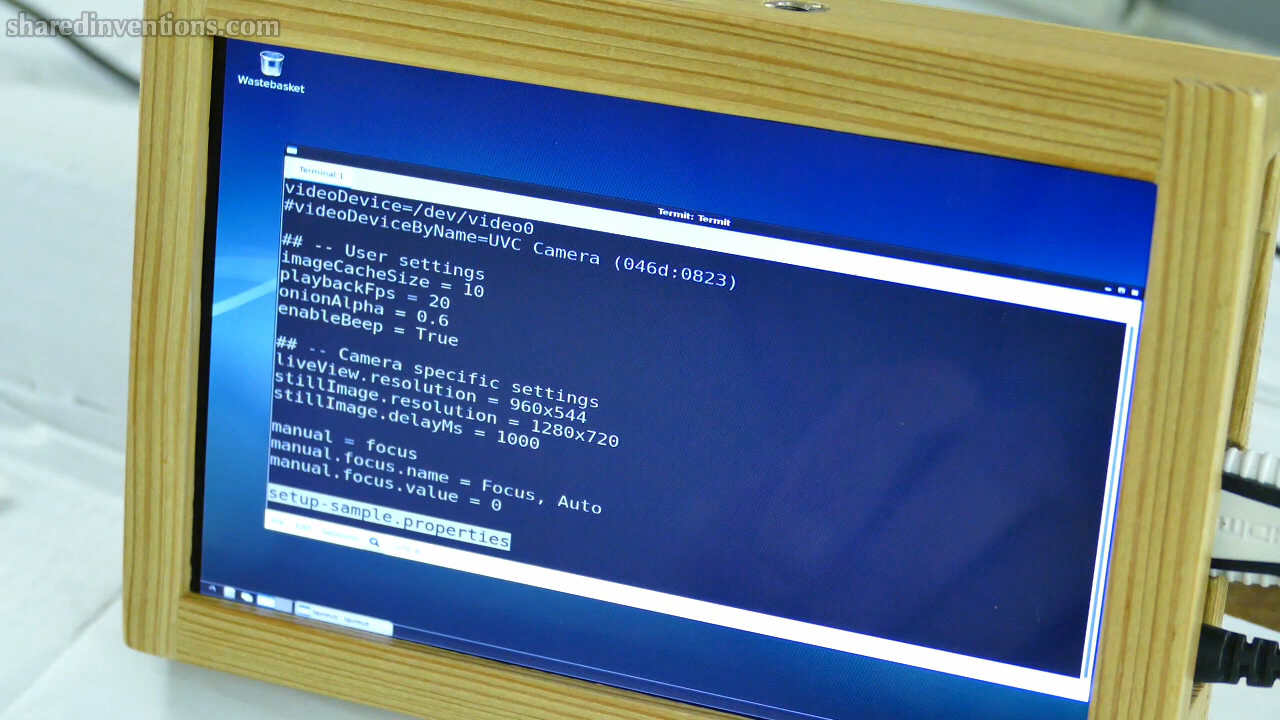 sharedinventions.com
Wastebasket
Terminal 1
Termit: Termit
videoDevice=/dev/video0
#videoDeviceByName=UVC Camera (046d:0823)
## -- User settings
imageCacheSize = 10
playbackFps = 20
onionAlpha = 0.6
enableBeep = True
## -- Camera specific settings
liveView.resolution = 960x544
stillImage.resolution = 1280x720
stillImage.delayMs = 1000
manual = focus
manual.focus.name = Focus, Auto
manual.focus.value = 0
setup-sample.properties
Termit: Termit